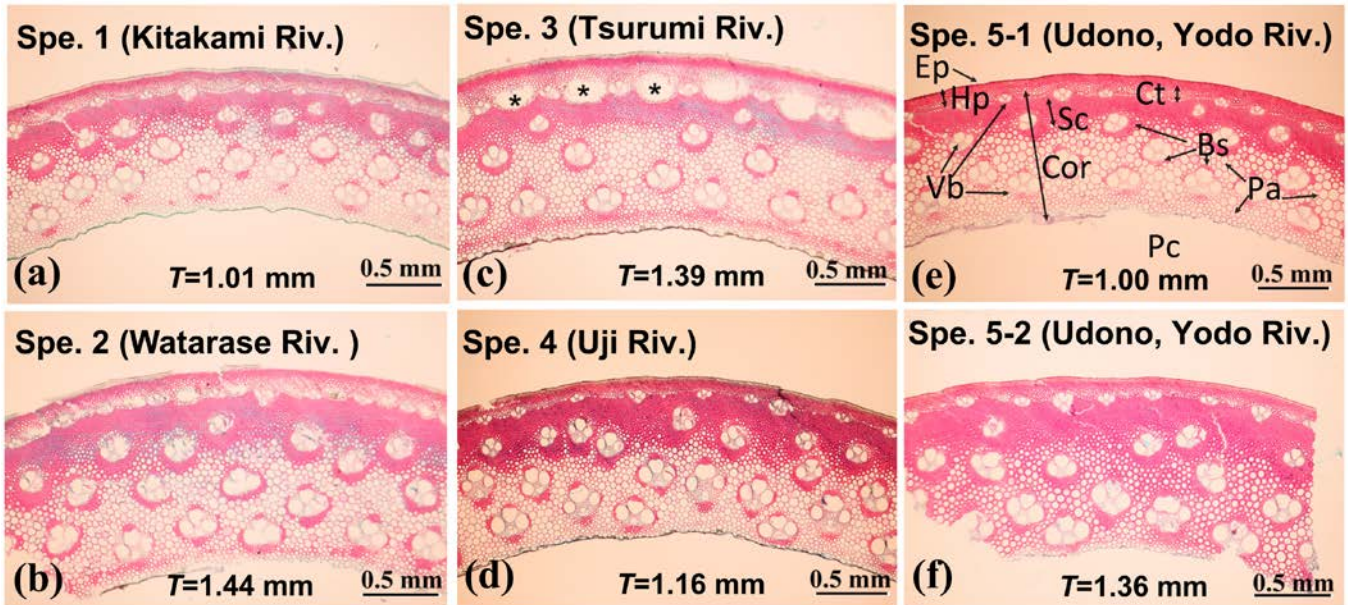 Spe. 1 (Kitakami Riv.)
(a)
T=1.01 mm
0.5 mm
Spe. 2 (Watarase Riv. )
(b)
T=1.44 mm
0.5 mm
Spe. 3 (Tsurumi Riv.)
* * *
(c)
T=1.39 mm
0.5 mm
Spe. 4 (Uji Riv.)
(d)
T=1.16 mm
0.5 mm
Spe. 5-1 (Udono, Yodo Riv.)
Ep
Hp
Ct
Sc
Bs
Vb
Cor
Pa
Pc
(e)
T=1.00 mm
0.5 mm
Spe. 5-2 (Udono, Yodo Riv.)
(f)
T=1.36 mm
0.5 mm